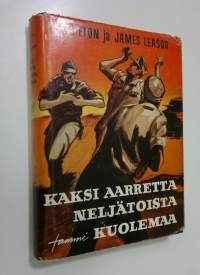 ja JAMES LEASOR
KAKSI AARRETTA
NELJÄTOISTA
KUOLEMAA
tammi